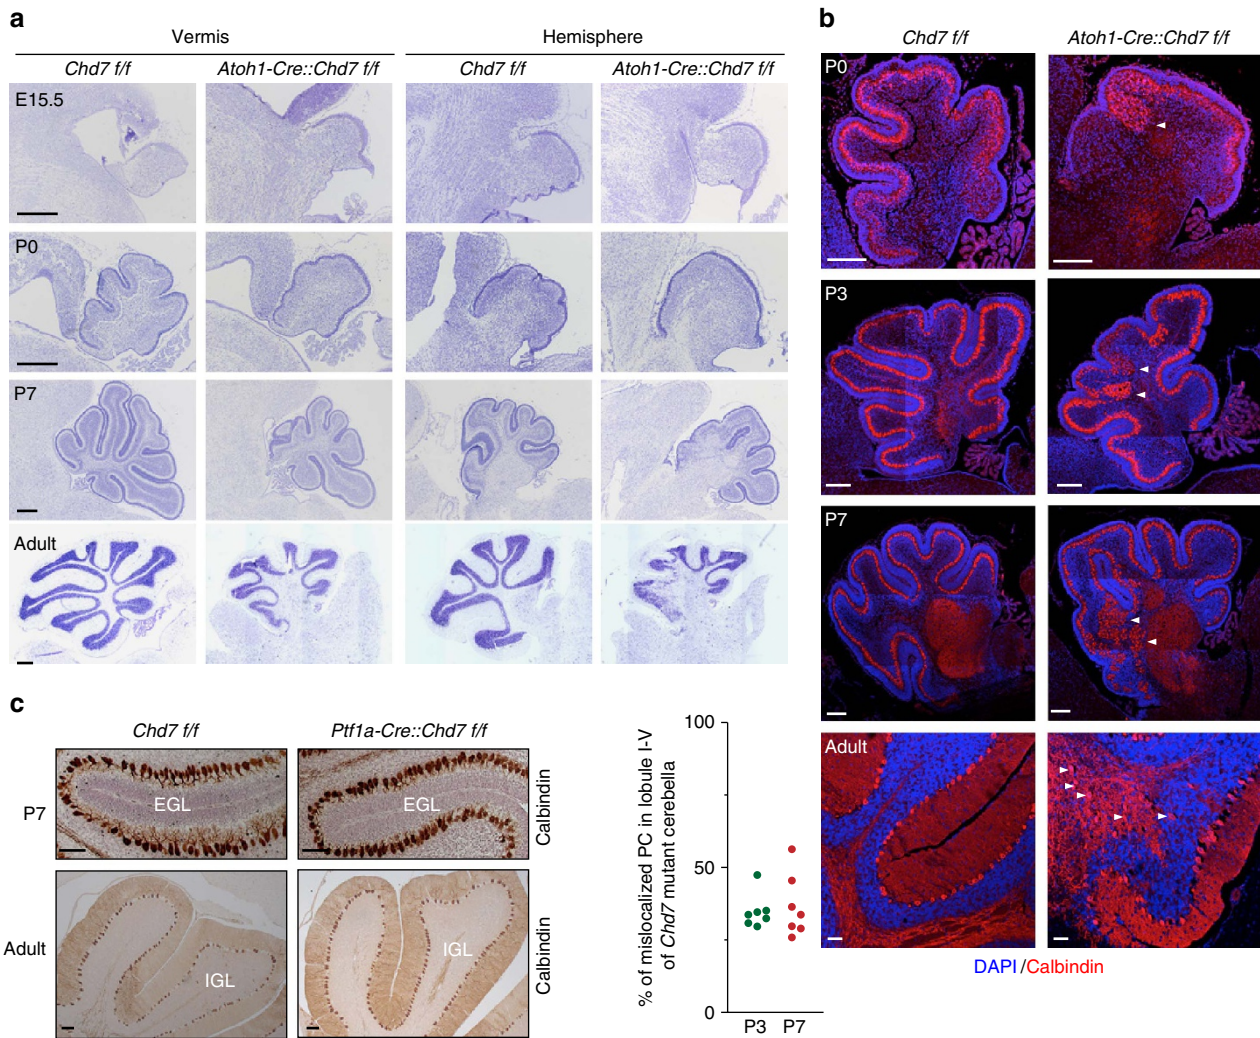 a
Vermis
Hemisphere
Chd7 f/f
Atoh1-Cre::Chd7 f/f
Chd7 f/f
Atoh1-Cre::Chd7 f/f
E15.5
P0
P7
Adult
b
Chd7 f/f
Atoh1-Cre::Chd7 f/f
P0
P3
P7
Adult
DAPI/Calbindin
c
Chd7 f/f
Ptf1a-Cre::Chd7 f/f
P7
EGL
EGL
Calbindin
Adult
IGL
IGL
Calbindin
% of mislocalized PC in lobule I-V
of Chd7 mutant cerebella
100
50
0
P3
P7